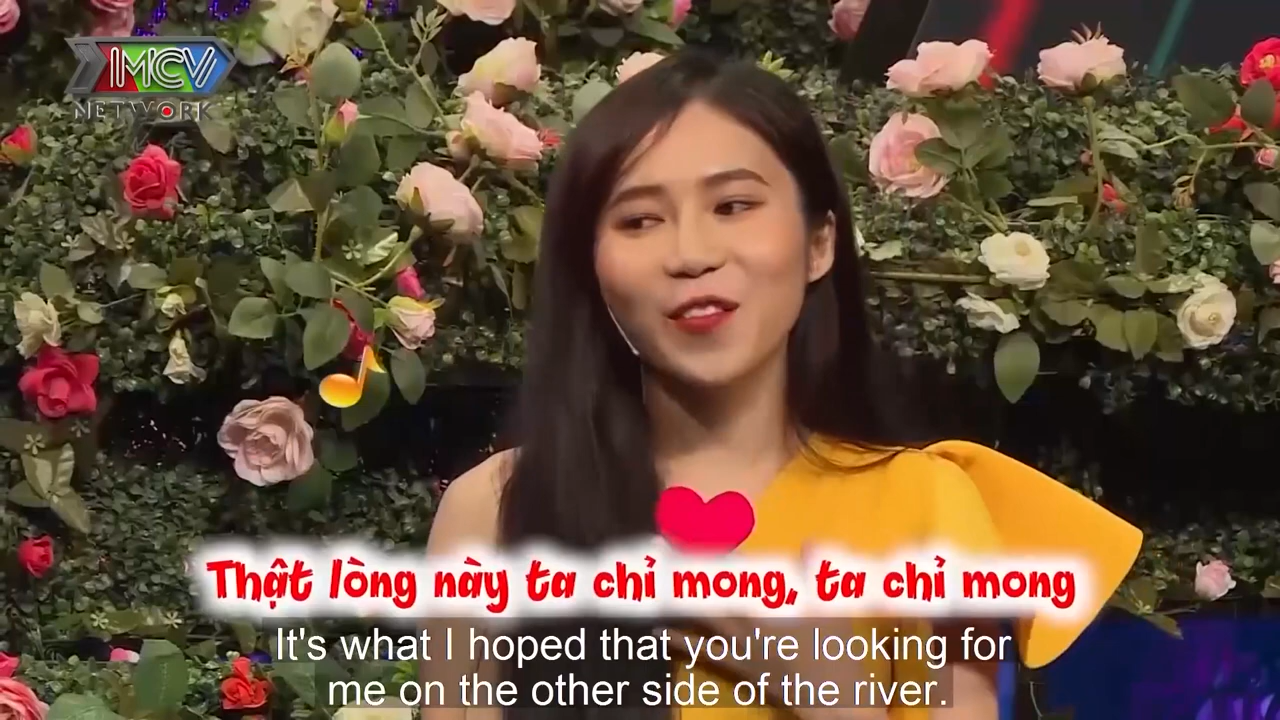 MCV
NETWORK
Thật lòng này ta chỉ mong, ta chỉ mong
It's what I hoped that you're looking for
me on the other side of the river.